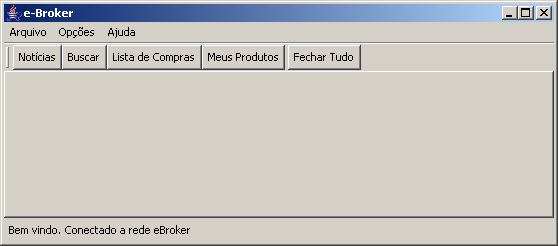 e-Broker
Arquivo Opções Ajuda
Notícias Buscar Lista de Compras Meus Produtos Fechar Tudo
Bem vindo. Conectado a rede eBroker